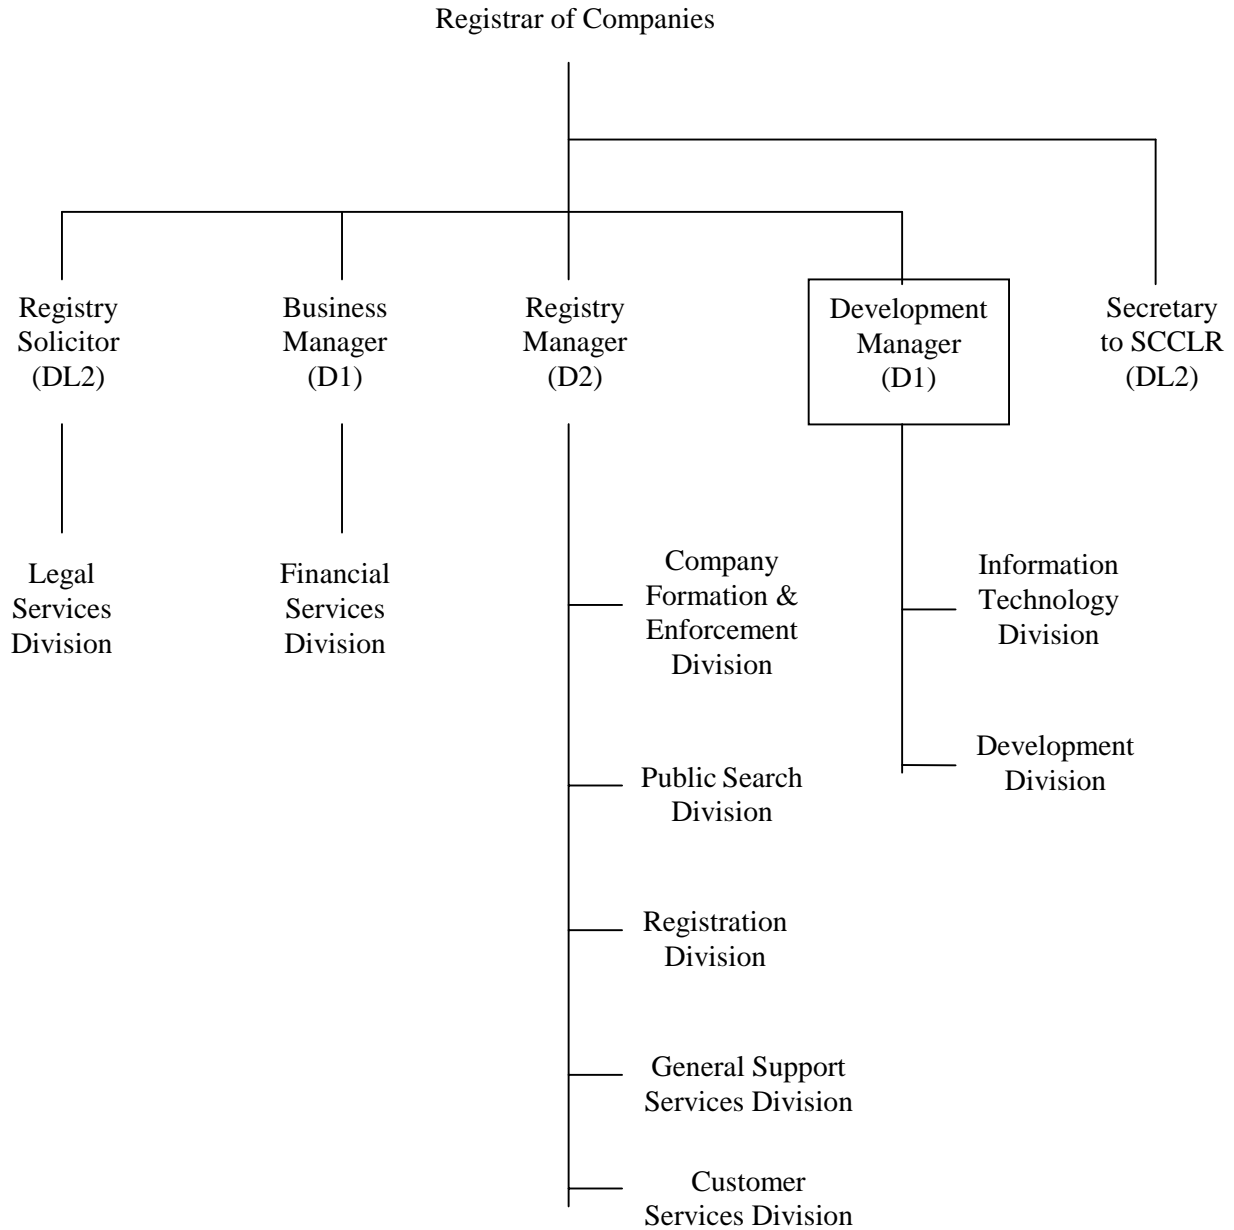 Registrar of Companies
Registry
Solicitor
(DL2)
Business
Manager
(D1)
Registry
Manager
(D2)
Development
Manager
(D1)
Secretary
to SCCLR
(DL2)
Legal
Services
Division
Financial
Services
Division
Company
Formation &
Enforcement
Division
Public Search
Division
Registration
Division
General Support
Services Division
Customer
Services Division
Information
Technology
Division
Development
Division